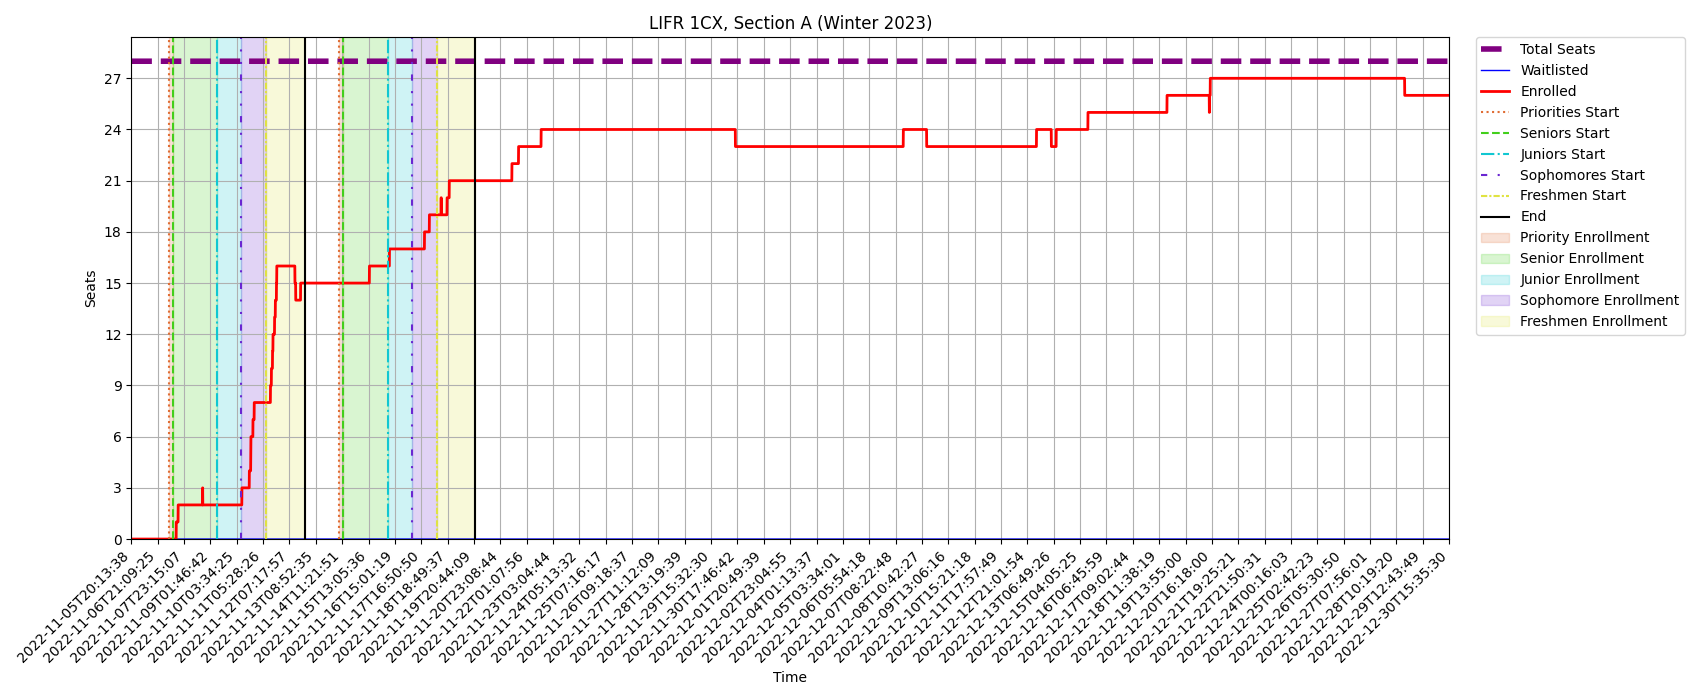 LIFR 1CX, Section A (Winter 2023)
Seats
27
24
21
18
15
12
9
6
3
0
2022-11-05T20:13:38
2022-11-06T21:09:25
2022-11-07T23:15:07
2022-11-09T01:46:42
2022-11-10T03:34:25
2022-11-11T05:28:26
2022-11-12T07:17:57
2022-11-13T08:52:35
2022-11-14T11:21:51
2022-11-15T13:05:36
2022-11-16T15:01:19
2022-11-17T16:50:50
2022-11-18T18:49:37
2022-11-19T20:44:09
2022-11-20T23:08:44
2022-11-22T01:07:56
2022-11-23T03:04:44
2022-11-24T05:13:32
2022-11-25T07:16:17
2022-11-26T09:18:37
2022-11-27T11:12:09
2022-11-28T13:19:39
2022-11-29T15:32:30
2022-11-30T17:46:42
2022-12-01T20:49:39
2022-12-02T23:04:55
2022-12-04T01:13:37
2022-12-05T03:34:01
2022-12-06T05:54:18
2022-12-07T08:22:48
2022-12-08T10:42:27
2022-12-09T13:06:16
2022-12-10T15:21:18
2022-12-11T17:57:49
2022-12-12T21:01:54
2022-12-13T06:49:26
2022-12-15T04:05:25
2022-12-16T06:45:59
2022-12-17T09:02:44
2022-12-18T11:38:19
2022-12-19T13:55:00
2022-12-20T16:18:00
2022-12-21T19:25:21
2022-12-22T21:50:31
2022-12-24T00:16:03
2022-12-25T02:42:23
2022-12-26T05:30:50
2022-12-27T07:56:01
2022-12-28T10:19:20
2022-12-29T12:43:49
2022-12-30T15:35:30
Time
Total Seats
Waitlisted
Enrolled
Priorities Start
Seniors Start
Juniors Start
Sophomores Start
Freshmen Start
End
Priority Enrollment
Senior Enrollment
Junior Enrollment
Sophomore Enrollment
Freshmen Enrollment